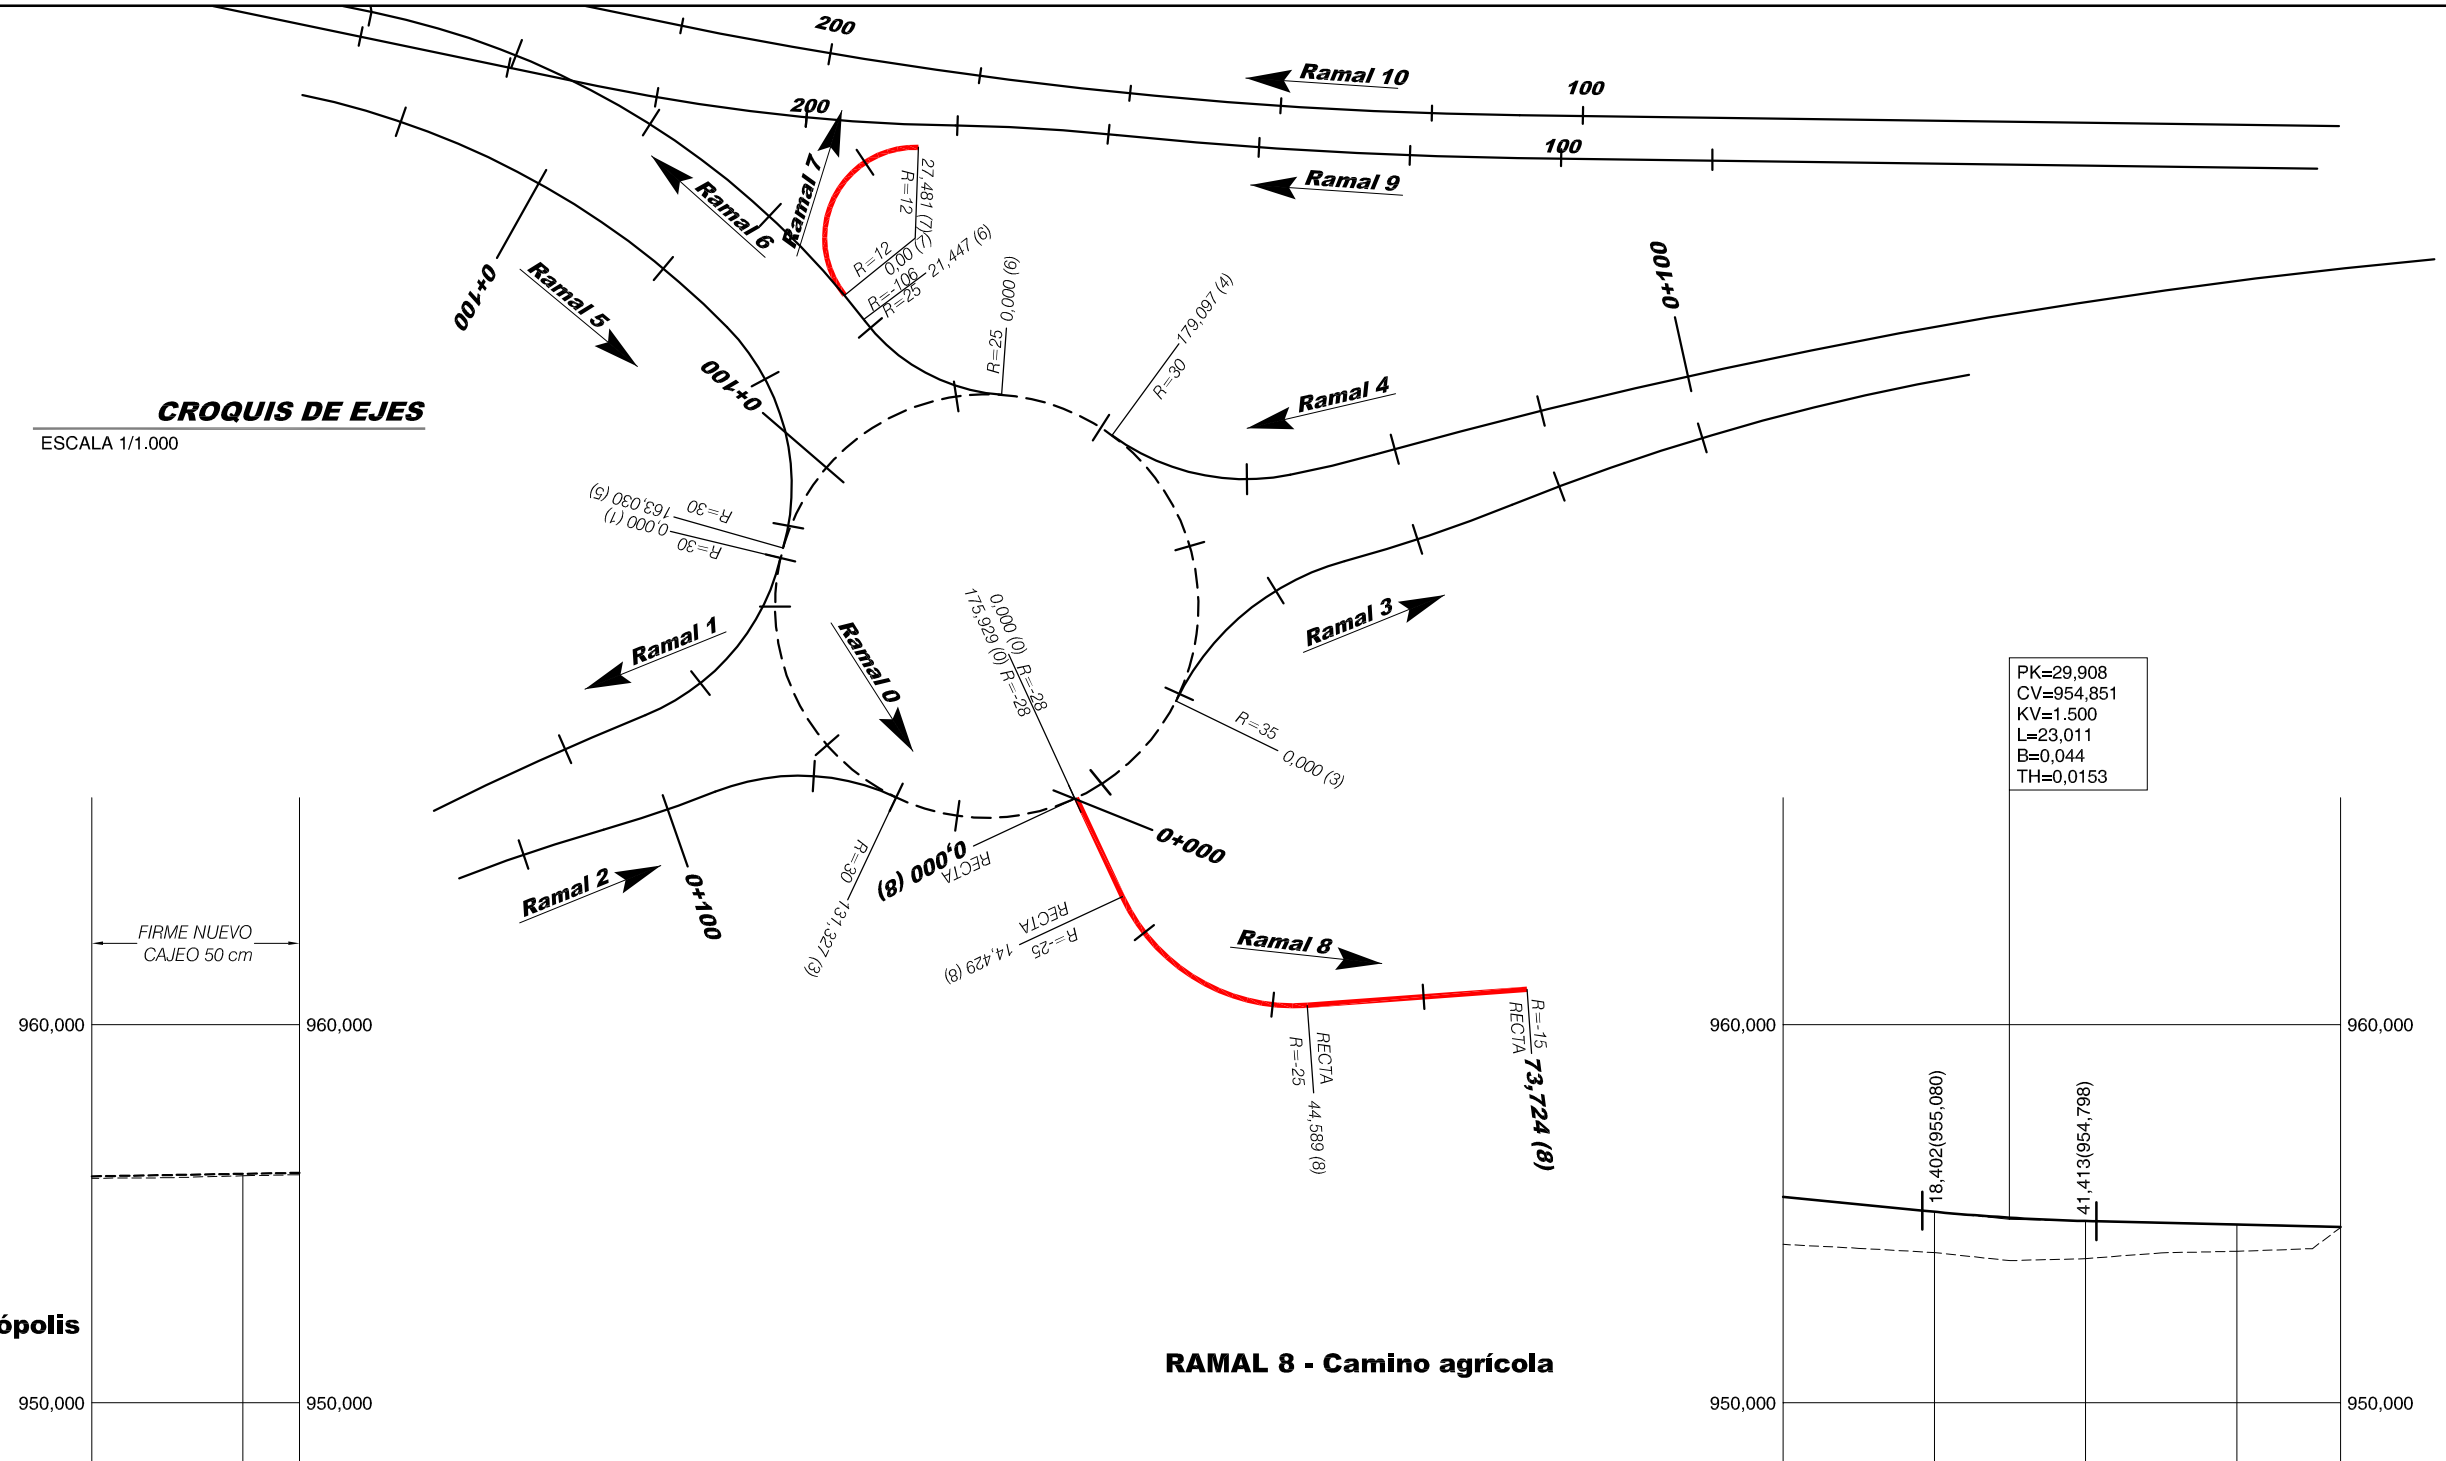 200
Ramal 10
100
200
100
Ramal 9
Ramal 7
27,481 (7)
R=12
Ramal 6
R=12
0,00 (7)
R=-106
21,447 (6)
R=25
R=25
0,000 (6)
179,097 (4)
R=30
0+100
0+100
Ramal 5
0+100
Ramal 4
CROQUIS DE EJES
ESCALA 1/1.000
R=30
163,030 (5)
0,000 (1)
R=30
Ramal 1
Ramal 0
0,000 (0)
R=-28
175,929 (0)
R=-28
Ramal 3
R=35
0,000 (3)
PK=29,908
CV=954,851
KV=1.500
L=23,011
B=0,044
TH=0,0153
Ramal 2
0+100
R=30
131,327 (3)
0,000 (8)
RECTA
0+000
RECTA
R=-25
14,429 (8)
Ramal 8
RECTA
R=-25
44,589 (8)
R=-15
RECTA
73,724 (8)
FIRME NUEVO
CAJEO 50 cm
960,000
960,000
960,000
960,000
18,402(955,080)
41,413(954,798)
ópolis
RAMAL 8 - Camino agrícola
950,000
950,000
950,000
950,000